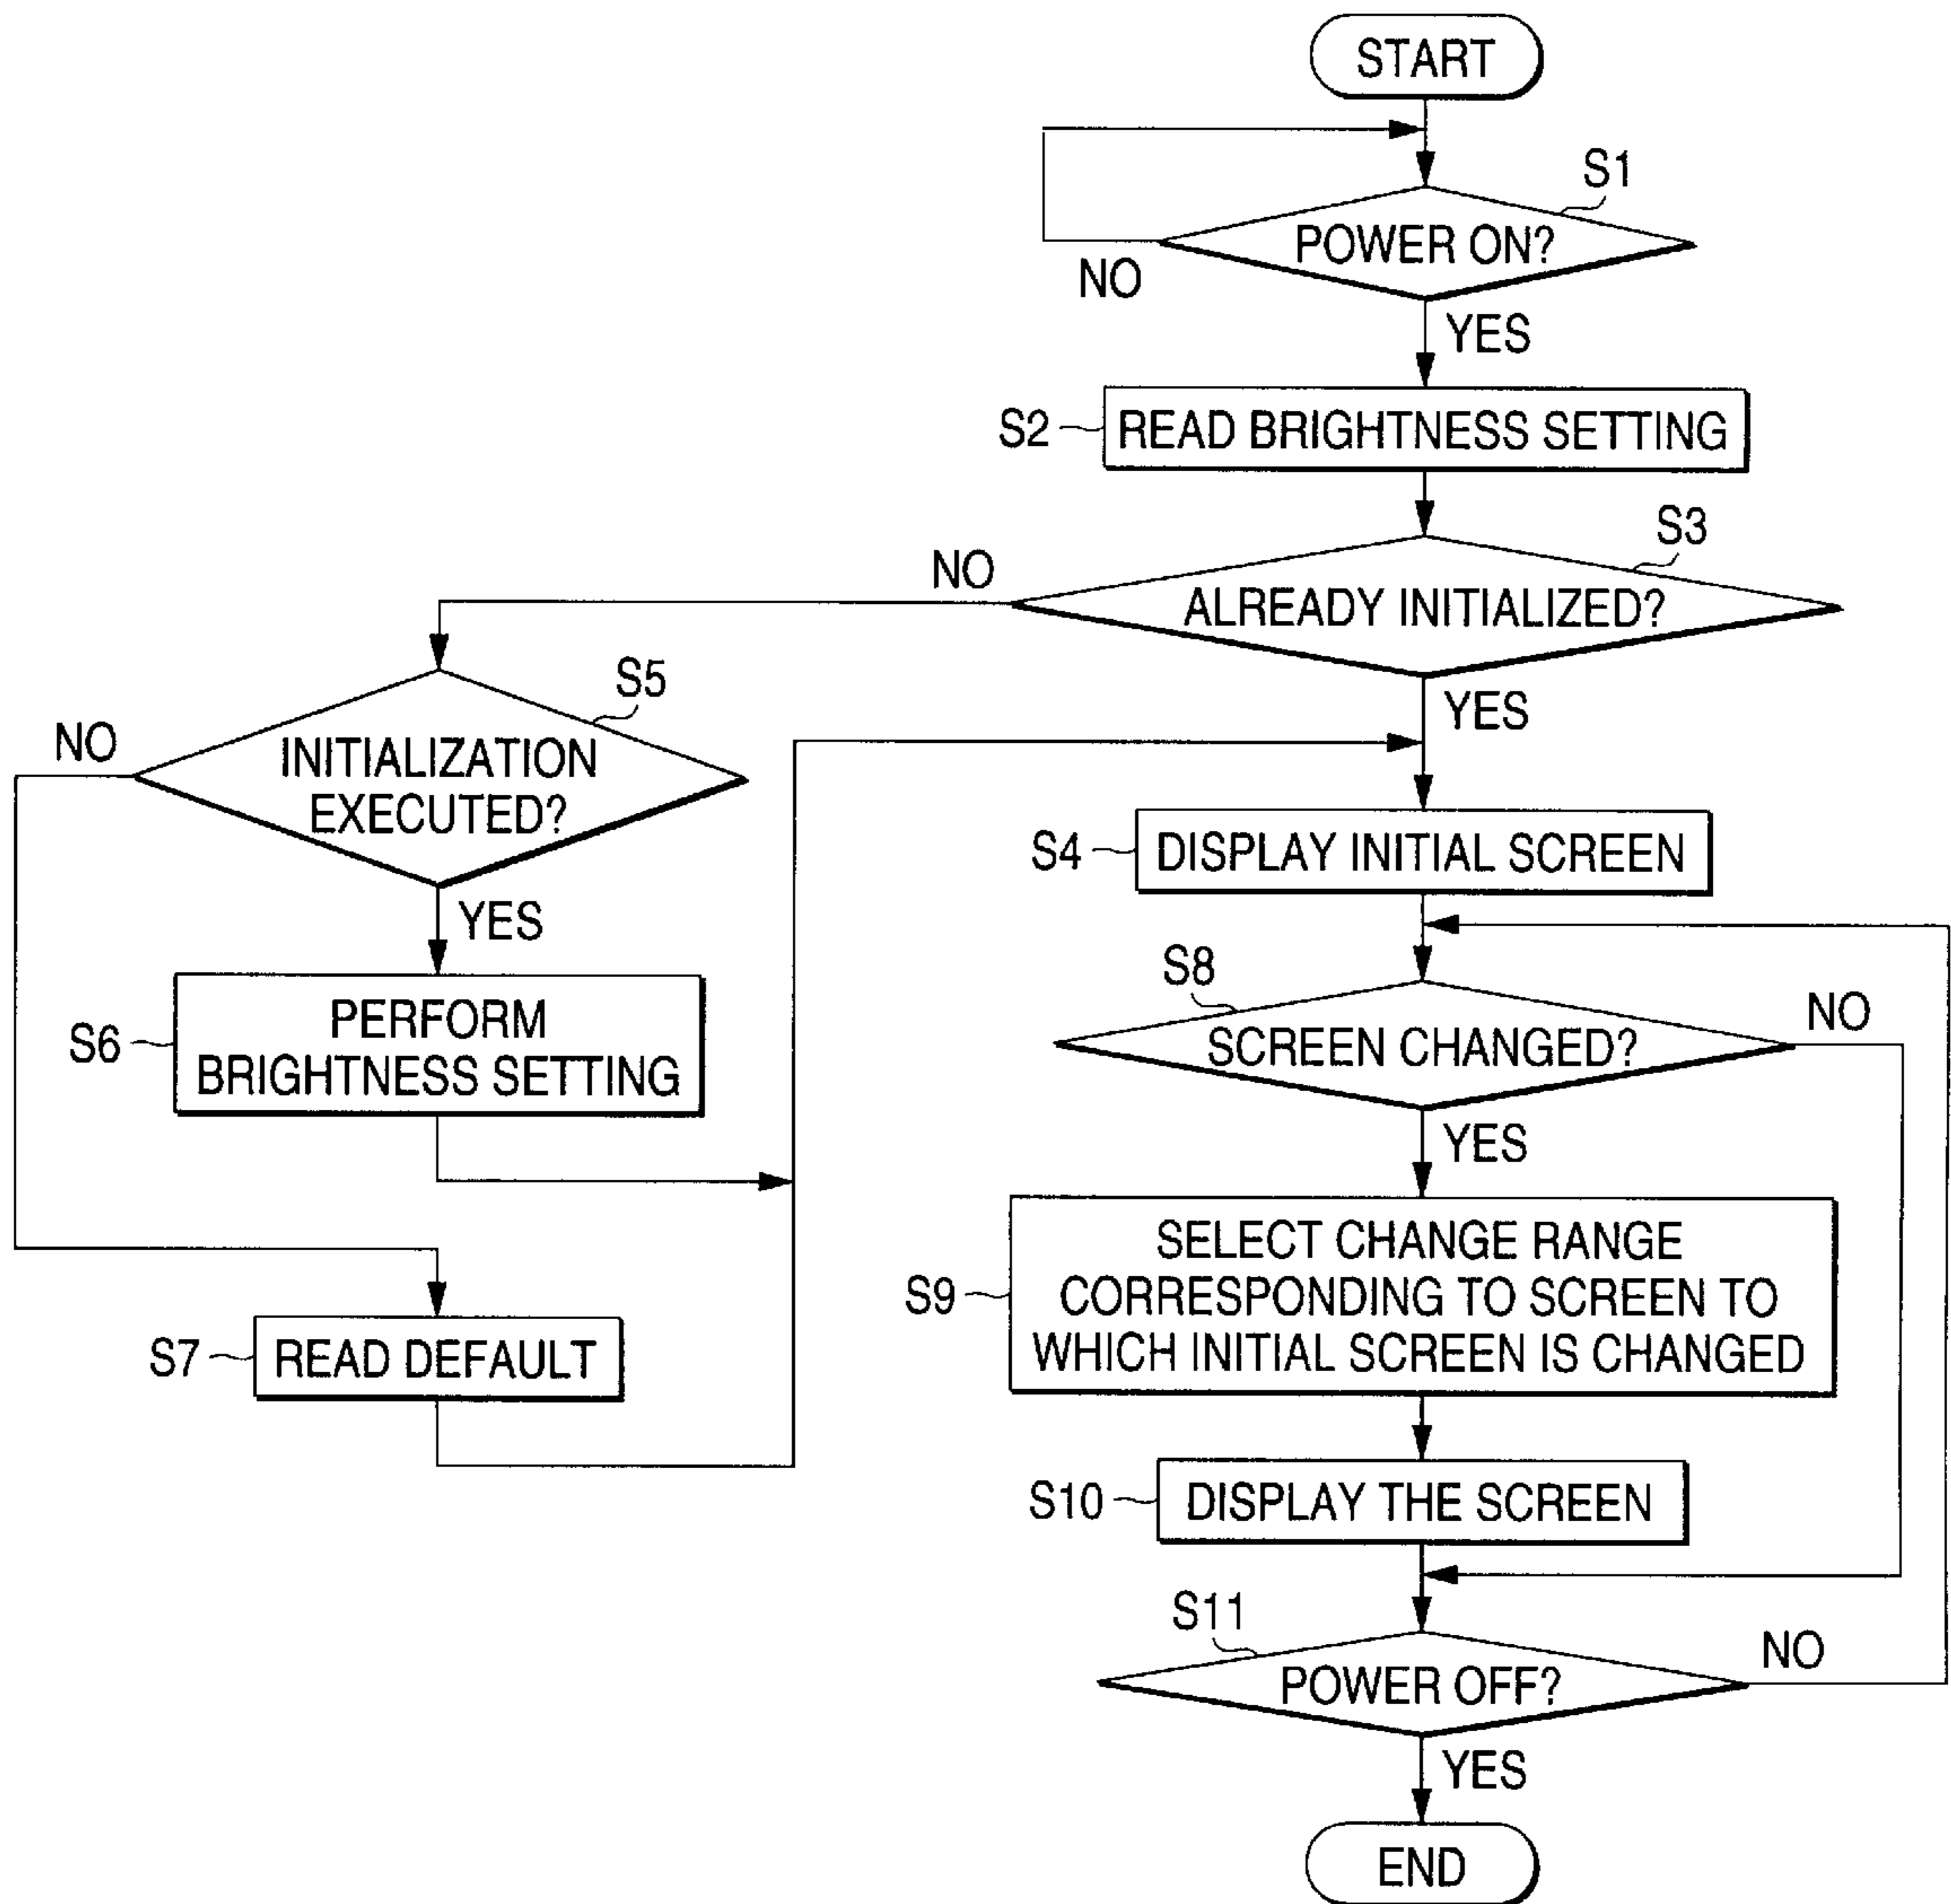 START
S1
POWER ON?
NO
YES
S2
READ BRIGHTNESS SETTING
S3
NO
ALREADY INITIALIZED?
YES
S5
NO
INITIALIZATION
EXECUTED?
YES
S4
DISPLAY INITIAL SCREEN
S6
PERFORM
BRIGHTNESS SETTING
S8
NO
SCREEN CHANGED?
YES
S7
READ DEFAULT
S9
SELECT CHANGE RANGE
CORRESPONDING TO SCREEN TO
WHICH INITIAL SCREEN IS CHANGED
S10
DISPLAY THE SCREEN
S11
NO
POWER OFF?
YES
END